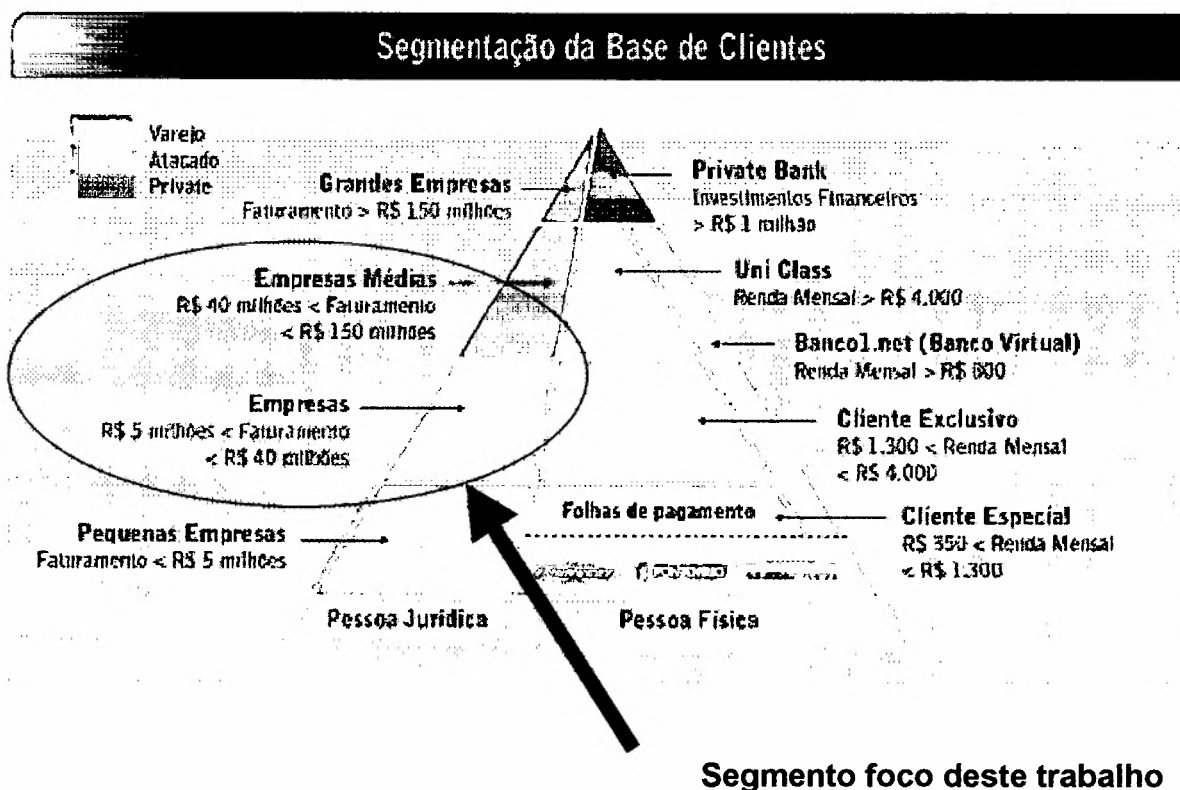 Segmentação da Base de Clientes
Varejo
Atacado
Private
Grandes Empresas
Faturamento > R$ 150 milhões
Private Bank
Investimentos Financeiros
> R$ 1 milhão
Empresas Médias
R$ 40 milhões < Faturamento
< R$ 150 milhões
Uni Class
Renda Mensal > R$ 4.000
Banco1.net (Banco Virtual)
Renda Mensal > R$ 800
Empresas
R$ 5 milhões < Faturamento
< R$ 40 milhões
Cliente Exclusivo
R$ 1.300 < Renda Mensal
< R$ 4.000
Pequenas Empresas
Faturamento < R$ 5 milhões
Folhas de pagamento
Cliente Especial
R$ 350 < Renda Mensal
< R$ 1.300
Pessoa Jurídica
Pessoa Física
Segmento foco deste trabalho